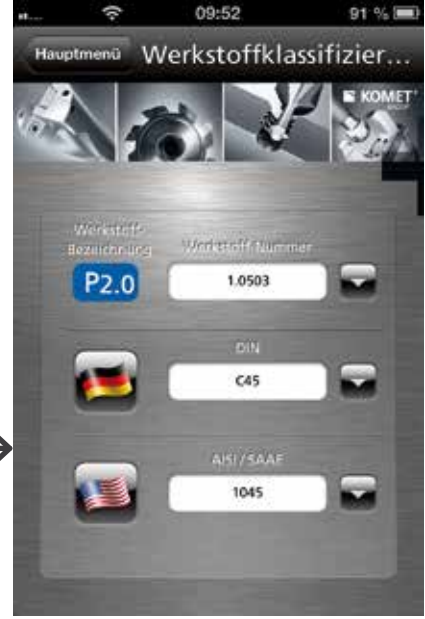 09:52 91 %
Hauptmenü Werkstoffklassifizier...
KOMET
GROUP
Werkstoff-
Bezeichnung Werkstoff Nummer
P2.0 1.0503
DIN
C45
AISI/SAAE
1045